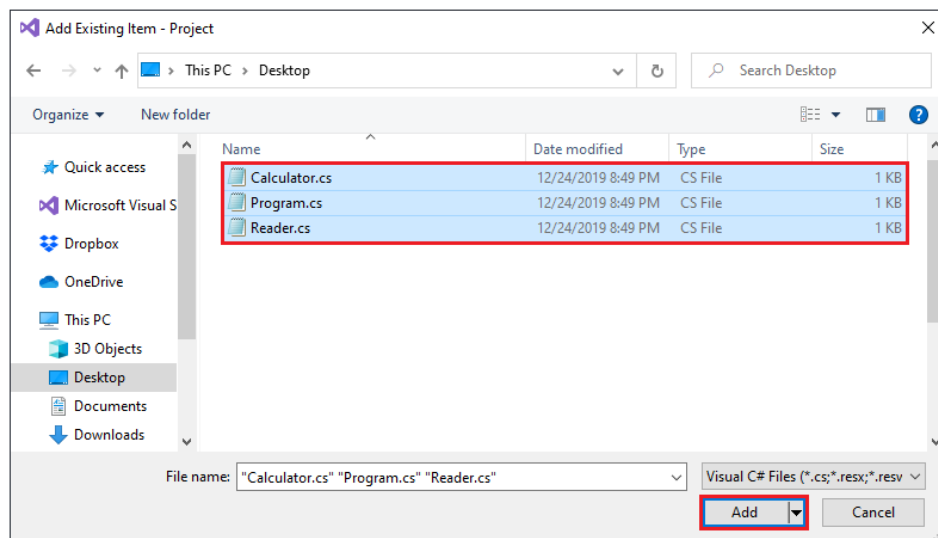 Add Existing Item - Project
This PC > Desktop
Search Desktop
Organize
New folder
Name
Date modified
Type
Size
Quick access
Microsoft Visual S
Dropbox
OneDrive
This PC
3D Objects
Desktop
Documents
Downloads
Calculator.cs 12/24/2019 8:49 PM CS File 1 KB
Program.cs 12/24/2019 8:49 PM CS File 1 KB
Reader.cs 12/24/2019 8:49 PM CS File 1 KB
File name: "Calculator.cs" "Program.cs" "Reader.cs"
Visual C# Files (*.cs;*.resx;*.resv
Add
Cancel